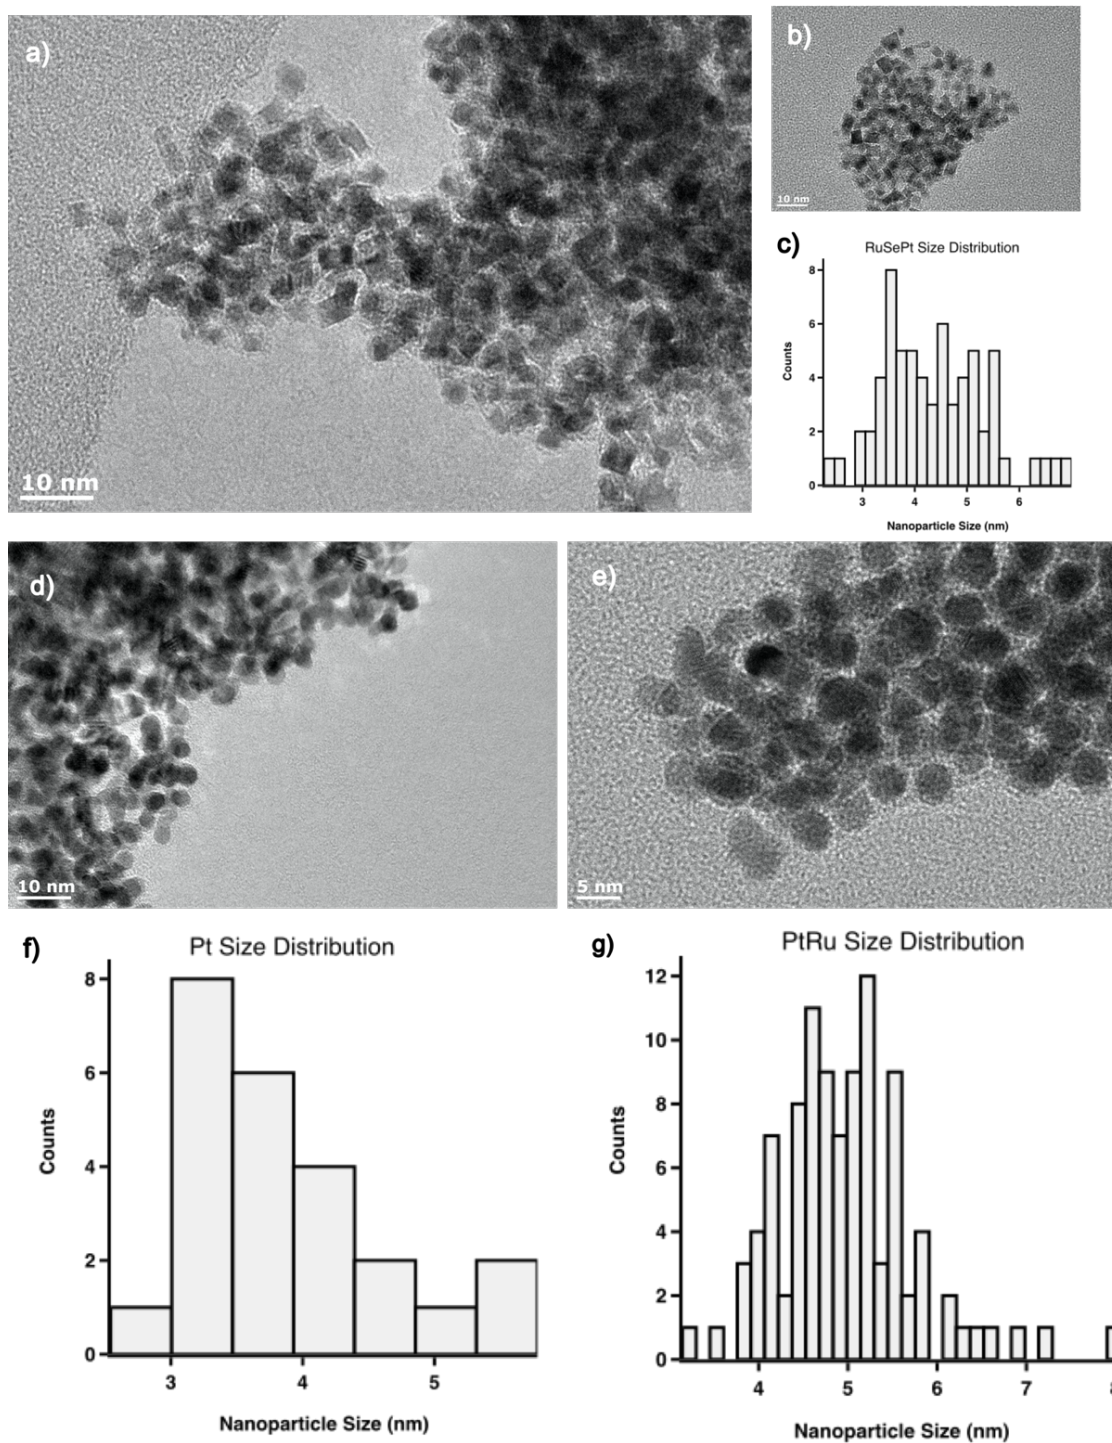 a)
10 nm
b)
10 nm
c)
RuSePt Size Distribution
8
6
4
2
0
Counts
3 4 5 6
Nanoparticle Size (nm)
d)
10 nm
e)
5 nm
f)
Pt Size Distribution
8
6
4
2
0
Counts
3 4 5
Nanoparticle Size (nm)
g)
PtRu Size Distribution
12
10
8
6
4
2
0
Counts
4 5 6 7
Nanoparticle Size (nm)